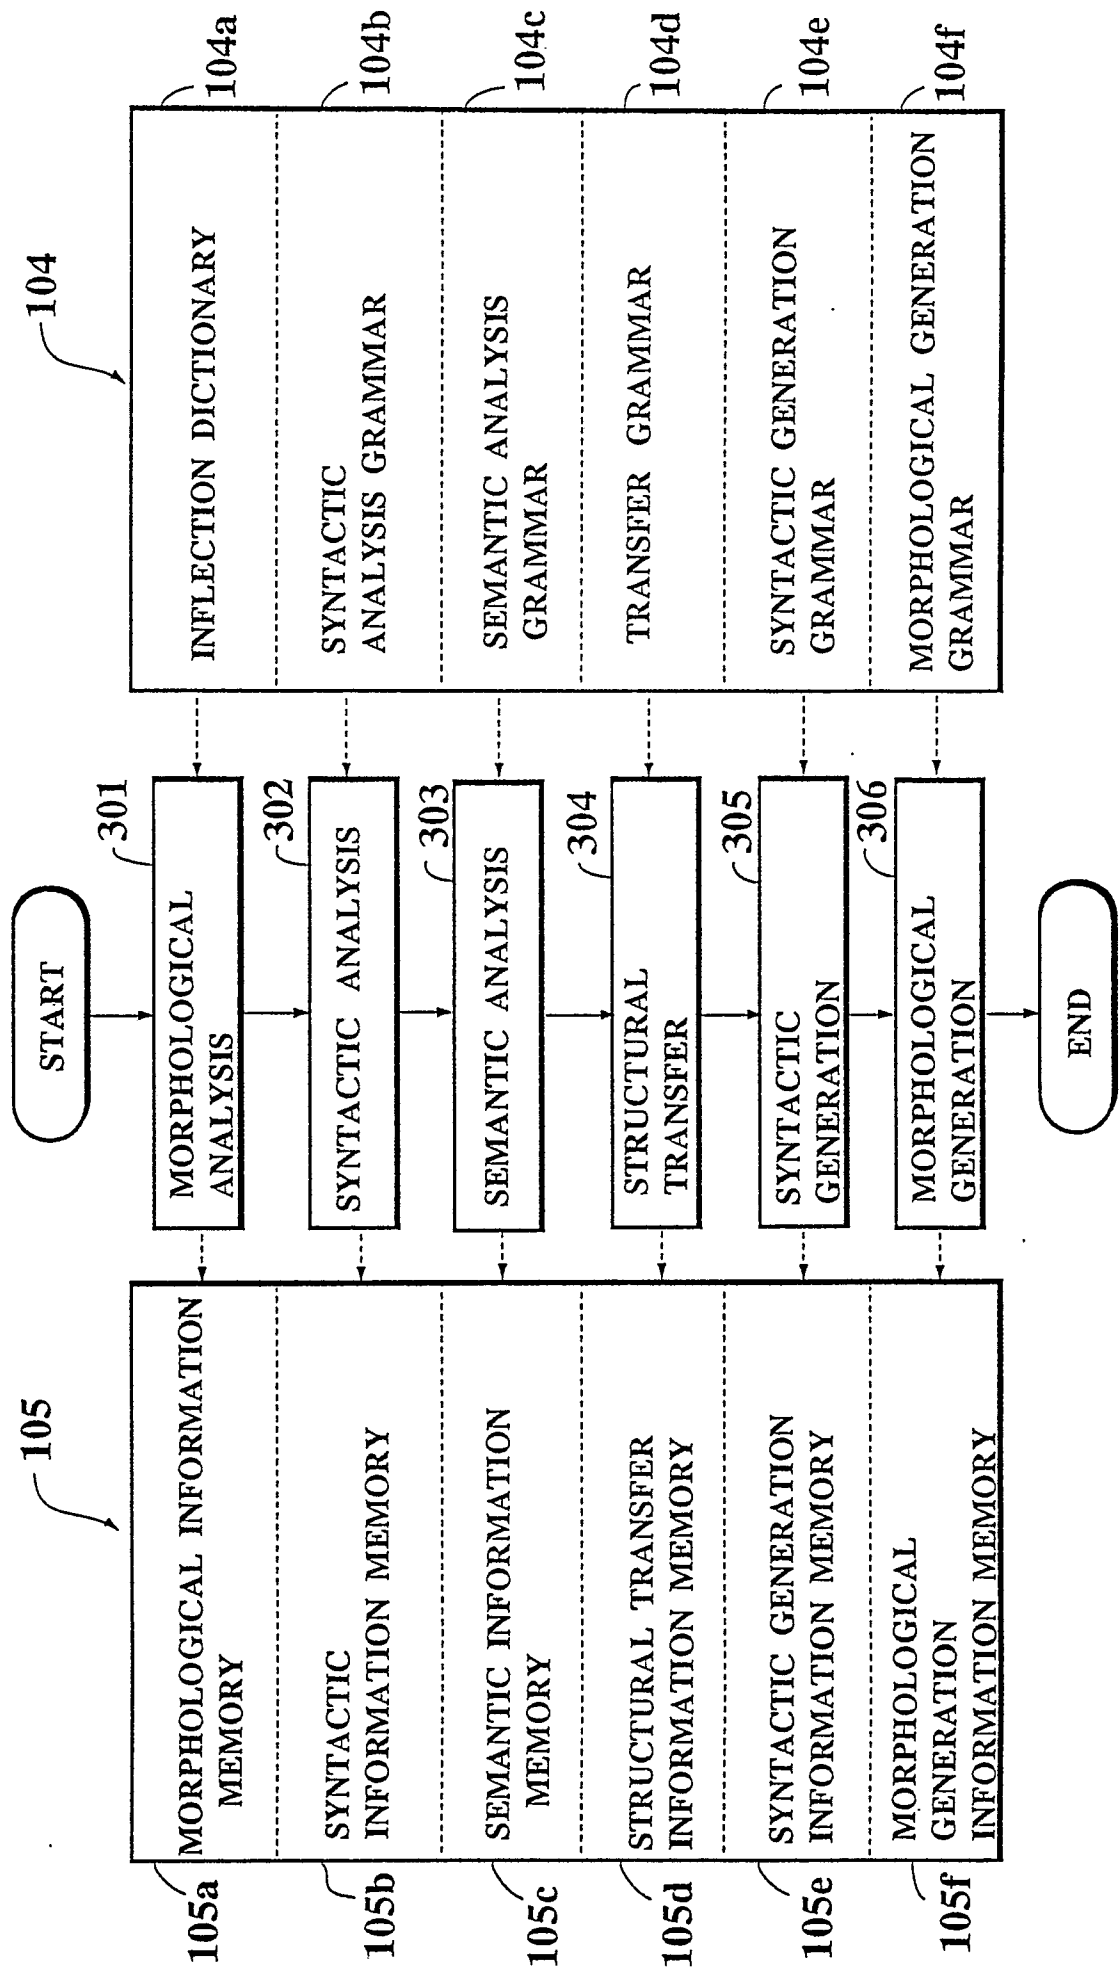 105
105a
MORPHOLOGICAL INFORMATION
MEMORY
105b
SYNTACTIC
INFORMATION MEMORY
105c
SEMANTIC INFORMATION
MEMORY
105d
STRUCTURAL TRANSFER
INFORMATION MEMORY
105e
SYNTACTIC GENERATION
INFORMATION MEMORY
105f
MORPHOLOGICAL
GENERATION
INFORMATION MEMORY
START
301
MORPHOLOGICAL
ANALYSIS
302
SYNTACTIC ANALYSIS
303
SEMANTIC ANALYSIS
304
STRUCTURAL
TRANSFER
305
SYNTACTIC
GENERATION
306
MORPHOLOGICAL
GENERATION
END
104
INFLECTION DICTIONARY
104a
SYNTACTIC
ANALYSIS GRAMMAR
104b
SEMANTIC ANALYSIS
GRAMMAR
104c
TRANSFER GRAMMAR
104d
SYNTACTIC GENERATION
GRAMMAR
104e
MORPHOLOGICAL GENERATION
GRAMMAR
104f